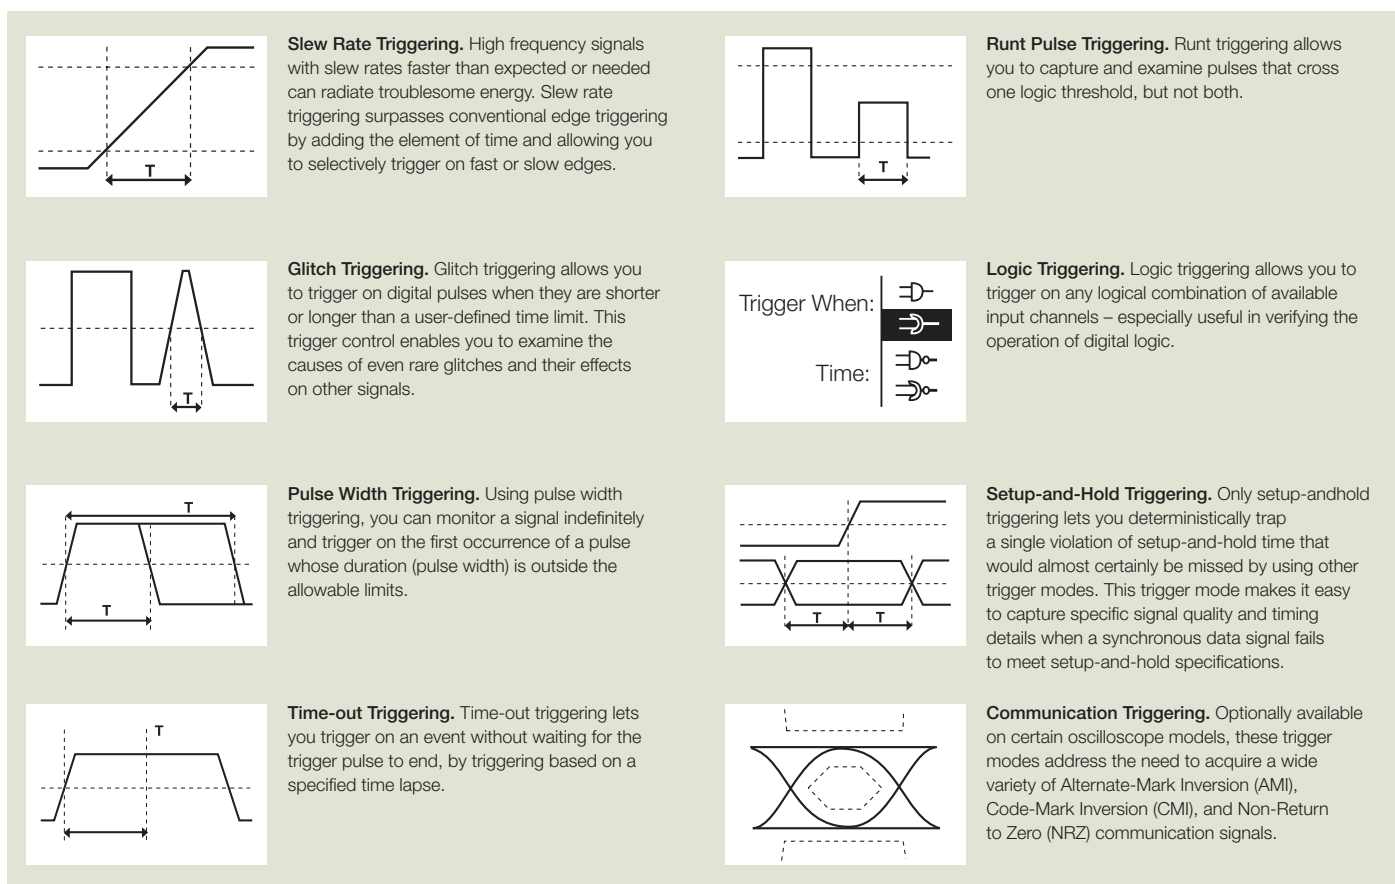 Slew Rate Triggering. High frequency signals
with slew rates faster than expected or needed
can radiate troublesome energy. Slew rate
triggering surpasses conventional edge triggering
by adding the element of time and allowing you
to selectively trigger on fast or slow edges.
T
Runt Pulse Triggering. Runt triggering allows
you to capture and examine pulses that cross
one logic threshold, but not both.
T
Glitch Triggering. Glitch triggering allows you
to trigger on digital pulses when they are shorter
or longer than a user-defined time limit. This
trigger control enables you to examine the
causes of even rare glitches and their effects
on other signals.
T
Trigger When:
Time:
Logic Triggering. Logic triggering allows you to
trigger on any logical combination of available
input channels – especially useful in verifying the
operation of digital logic.
T
T
Pulse Width Triggering. Using pulse width
triggering, you can monitor a signal indefinitely
and trigger on the first occurrence of a pulse
whose duration (pulse width) is outside the
allowable limits.
T T
Setup-and-Hold Triggering. Only setup-andhold
triggering lets you deterministically trap
a single violation of setup-and-hold time that
would almost certainly be missed by using other
trigger modes. This trigger mode makes it easy
to capture specific signal quality and timing
details when a synchronous data signal fails
to meet setup-and-hold specifications.
T
Time-out Triggering. Time-out triggering lets
you trigger on an event without waiting for the
trigger pulse to end, by triggering based on a
specified time lapse.
Communication Triggering. Optionally available
on certain oscilloscope models, these trigger
modes address the need to acquire a wide
variety of Alternate-Mark Inversion (AMI),
Code-Mark Inversion (CMI), and Non-Return
to Zero (NRZ) communication signals.